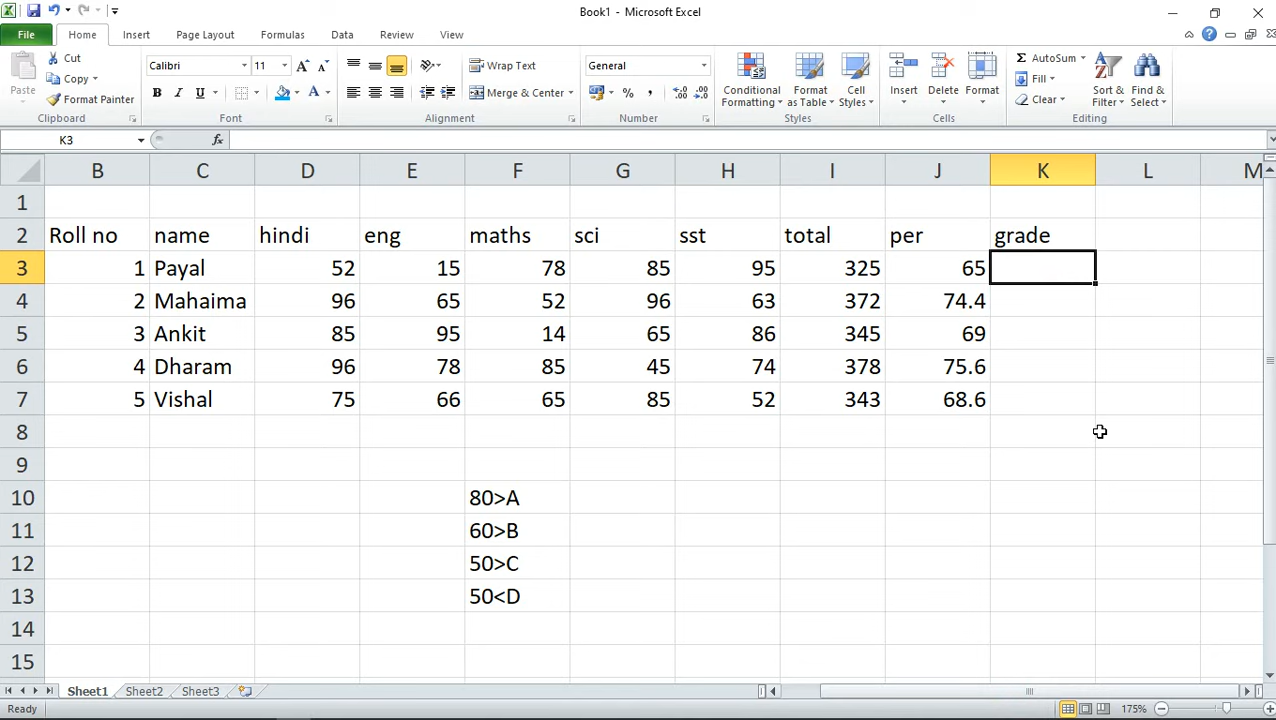 Book1 - Microsoft Excel
File Home Insert Page Layout Formulas Data Review View
Paste Cut Copy Format Painter Clipboard
Calibri 11 A A B I U A Font
Wrap Text Merge & Center Alignment
General % , Number
Conditional Formatting Format as Table Cell Styles Styles
Insert Delete Format Cells
Σ AutoSum Fill Clear Sort & Filter Find & Select Editing
K3 fx
B C D E F G H I J K L M
1
2 Roll no name hindi eng maths sci sst total per grade
3 1 Payal 52 15 78 85 95 325 65
4 2 Mahaima 96 65 52 96 63 372 74.4
5 3 Ankit 85 95 14 65 86 345 69
6 4 Dharam 96 78 85 45 74 378 75.6
7 5 Vishal 75 66 65 85 52 343 68.6
8
9
10 80>A
11 60>B
12 50>C
13 50<D
14
15
Sheet1 Sheet2 Sheet3
Ready 175%